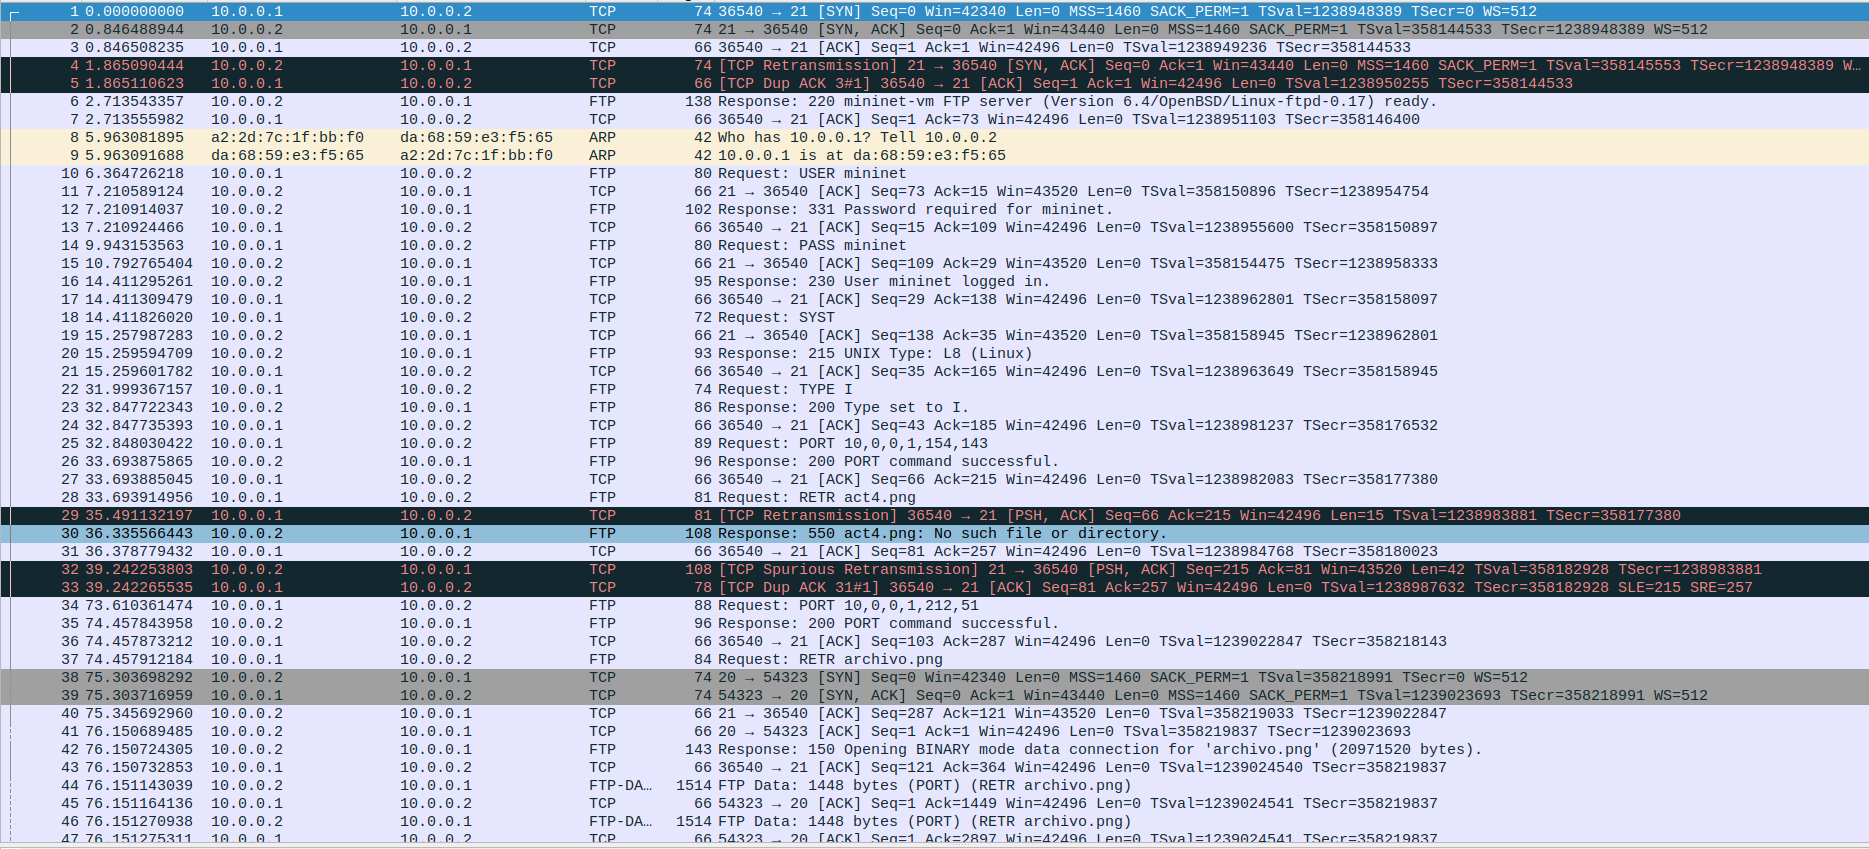 1 0.000000000 10.0.0.1 10.0.0.2 TCP 74 36540 → 21 [SYN] Seq=0 Win=42340 Len=0 MSS=1460 SACK_PERM=1 TSval=1238948389 TSecr=0 WS=512
2 0.846488944 10.0.0.2 10.0.0.1 TCP 74 21 → 36540 [SYN, ACK] Seq=0 Ack=1 Win=43440 Len=0 MSS=1460 SACK_PERM=1 TSval=358144533 TSecr=1238948389 WS=512
3 0.846508235 10.0.0.1 10.0.0.2 TCP 66 36540 → 21 [ACK] Seq=1 Ack=1 Win=42496 Len=0 TSval=1238949236 TSecr=358144533
4 1.865090444 10.0.0.2 10.0.0.1 TCP 74 [TCP Retransmission] 21 → 36540 [SYN, ACK] Seq=0 Ack=1 Win=43440 Len=0 MSS=1460 SACK_PERM=1 TSval=358145553 TSecr=1238948389 W…
5 1.865110623 10.0.0.1 10.0.0.2 TCP 66 [TCP Dup ACK 3#1] 36540 → 21 [ACK] Seq=1 Ack=1 Win=42496 Len=0 TSval=1238950255 TSecr=358144533
6 2.713543357 10.0.0.2 10.0.0.1 FTP 138 Response: 220 mininet-vm FTP server (Version 6.4/OpenBSD/Linux-ftpd-0.17) ready.
7 2.713555982 10.0.0.1 10.0.0.2 TCP 66 36540 → 21 [ACK] Seq=1 Ack=73 Win=42496 Len=0 TSval=1238951103 TSecr=358146400
8 5.963081895 a2:2d:7c:1f:bb:f0 da:68:59:e3:f5:65 ARP 42 Who has 10.0.0.1? Tell 10.0.0.2
9 5.963091688 da:68:59:e3:f5:65 a2:2d:7c:1f:bb:f0 ARP 42 10.0.0.1 is at da:68:59:e3:f5:65
10 6.364726218 10.0.0.1 10.0.0.2 FTP 80 Request: USER mininet
11 7.210589124 10.0.0.2 10.0.0.1 TCP 66 21 → 36540 [ACK] Seq=73 Ack=15 Win=43520 Len=0 TSval=358150896 TSecr=1238954754
12 7.210914037 10.0.0.2 10.0.0.1 FTP 102 Response: 331 Password required for mininet.
13 7.210924466 10.0.0.1 10.0.0.2 TCP 66 36540 → 21 [ACK] Seq=15 Ack=109 Win=42496 Len=0 TSval=1238955600 TSecr=358150897
14 9.943153563 10.0.0.1 10.0.0.2 FTP 80 Request: PASS mininet
15 10.792765404 10.0.0.2 10.0.0.1 TCP 66 21 → 36540 [ACK] Seq=109 Ack=29 Win=43520 Len=0 TSval=358154475 TSecr=1238958333
16 14.411295261 10.0.0.2 10.0.0.1 FTP 95 Response: 230 User mininet logged in.
17 14.411309479 10.0.0.1 10.0.0.2 TCP 66 36540 → 21 [ACK] Seq=29 Ack=138 Win=42496 Len=0 TSval=1238962801 TSecr=358158097
18 14.411826020 10.0.0.1 10.0.0.2 FTP 72 Request: SYST
19 15.257987283 10.0.0.2 10.0.0.1 TCP 66 21 → 36540 [ACK] Seq=138 Ack=35 Win=43520 Len=0 TSval=358158945 TSecr=1238962801
20 15.259594709 10.0.0.2 10.0.0.1 FTP 93 Response: 215 UNIX Type: L8 (Linux)
21 15.259601782 10.0.0.1 10.0.0.2 TCP 66 36540 → 21 [ACK] Seq=35 Ack=165 Win=42496 Len=0 TSval=1238963649 TSecr=358158945
22 31.999367157 10.0.0.1 10.0.0.2 FTP 74 Request: TYPE I
23 32.847722343 10.0.0.2 10.0.0.1 FTP 86 Response: 200 Type set to I.
24 32.847735393 10.0.0.1 10.0.0.2 TCP 66 36540 → 21 [ACK] Seq=43 Ack=185 Win=42496 Len=0 TSval=1238981237 TSecr=358176532
25 32.848030422 10.0.0.1 10.0.0.2 FTP 89 Request: PORT 10,0,0,1,154,143
26 33.693875865 10.0.0.2 10.0.0.1 FTP 96 Response: 200 PORT command successful.
27 33.693885045 10.0.0.1 10.0.0.2 TCP 66 36540 → 21 [ACK] Seq=66 Ack=215 Win=42496 Len=0 TSval=1238982083 TSecr=358177380
28 33.693914956 10.0.0.1 10.0.0.2 FTP 81 Request: RETR act4.png
29 35.491132197 10.0.0.1 10.0.0.2 TCP 81 [TCP Retransmission] 36540 → 21 [PSH, ACK] Seq=66 Ack=215 Win=42496 Len=15 TSval=1238983881 TSecr=358177380
30 36.335566443 10.0.0.2 10.0.0.1 FTP 108 Response: 550 act4.png: No such file or directory.
31 36.378779432 10.0.0.1 10.0.0.2 TCP 66 36540 → 21 [ACK] Seq=81 Ack=257 Win=42496 Len=0 TSval=1238984768 TSecr=358180023
32 39.242253803 10.0.0.2 10.0.0.1 TCP 108 [TCP Spurious Retransmission] 21 → 36540 [PSH, ACK] Seq=215 Ack=81 Win=43520 Len=42 TSval=358182928 TSecr=1238983881
33 39.242265535 10.0.0.1 10.0.0.2 TCP 78 [TCP Dup ACK 31#1] 36540 → 21 [ACK] Seq=81 Ack=257 Win=42496 Len=0 TSval=1238987632 TSecr=358182928 SLE=215 SRE=257
34 73.610361474 10.0.0.1 10.0.0.2 FTP 88 Request: PORT 10,0,0,1,212,51
35 74.457843958 10.0.0.2 10.0.0.1 FTP 96 Response: 200 PORT command successful.
36 74.457873212 10.0.0.1 10.0.0.2 TCP 66 36540 → 21 [ACK] Seq=103 Ack=287 Win=42496 Len=0 TSval=1239022847 TSecr=358218143
37 74.457912184 10.0.0.1 10.0.0.2 FTP 84 Request: RETR archivo.png
38 75.303698292 10.0.0.2 10.0.0.1 TCP 74 20 → 54323 [SYN] Seq=0 Win=42340 Len=0 MSS=1460 SACK_PERM=1 TSval=358218991 TSecr=0 WS=512
39 75.303716959 10.0.0.1 10.0.0.2 TCP 74 54323 → 20 [SYN, ACK] Seq=0 Ack=1 Win=43440 Len=0 MSS=1460 SACK_PERM=1 TSval=1239023693 TSecr=358218991 WS=512
40 75.345692960 10.0.0.2 10.0.0.1 TCP 66 21 → 36540 [ACK] Seq=287 Ack=121 Win=43520 Len=0 TSval=358219033 TSecr=1239022847
41 76.150689485 10.0.0.2 10.0.0.1 TCP 66 20 → 54323 [ACK] Seq=1 Ack=1 Win=42496 Len=0 TSval=358219837 TSecr=1239023693
42 76.150724305 10.0.0.2 10.0.0.1 FTP 143 Response: 150 Opening BINARY mode data connection for 'archivo.png' (20971520 bytes).
43 76.150732853 10.0.0.1 10.0.0.2 TCP 66 36540 → 21 [ACK] Seq=121 Ack=364 Win=42496 Len=0 TSval=1239024540 TSecr=358219837
44 76.151143039 10.0.0.2 10.0.0.1 FTP-DA… 1514 FTP Data: 1448 bytes (PORT) (RETR archivo.png)
45 76.151164136 10.0.0.1 10.0.0.2 TCP 66 54323 → 20 [ACK] Seq=1 Ack=1449 Win=42496 Len=0 TSval=1239024541 TSecr=358219837
46 76.151270938 10.0.0.2 10.0.0.1 FTP-DA… 1514 FTP Data: 1448 bytes (PORT) (RETR archivo.png)
47 76.151275311 10.0.0.1 10.0.0.2 TCP 66 54323 → 20 [ACK] Seq=1 Ack=2897 Win=42496 Len=0 TSval=1239024541 TSecr=358219837